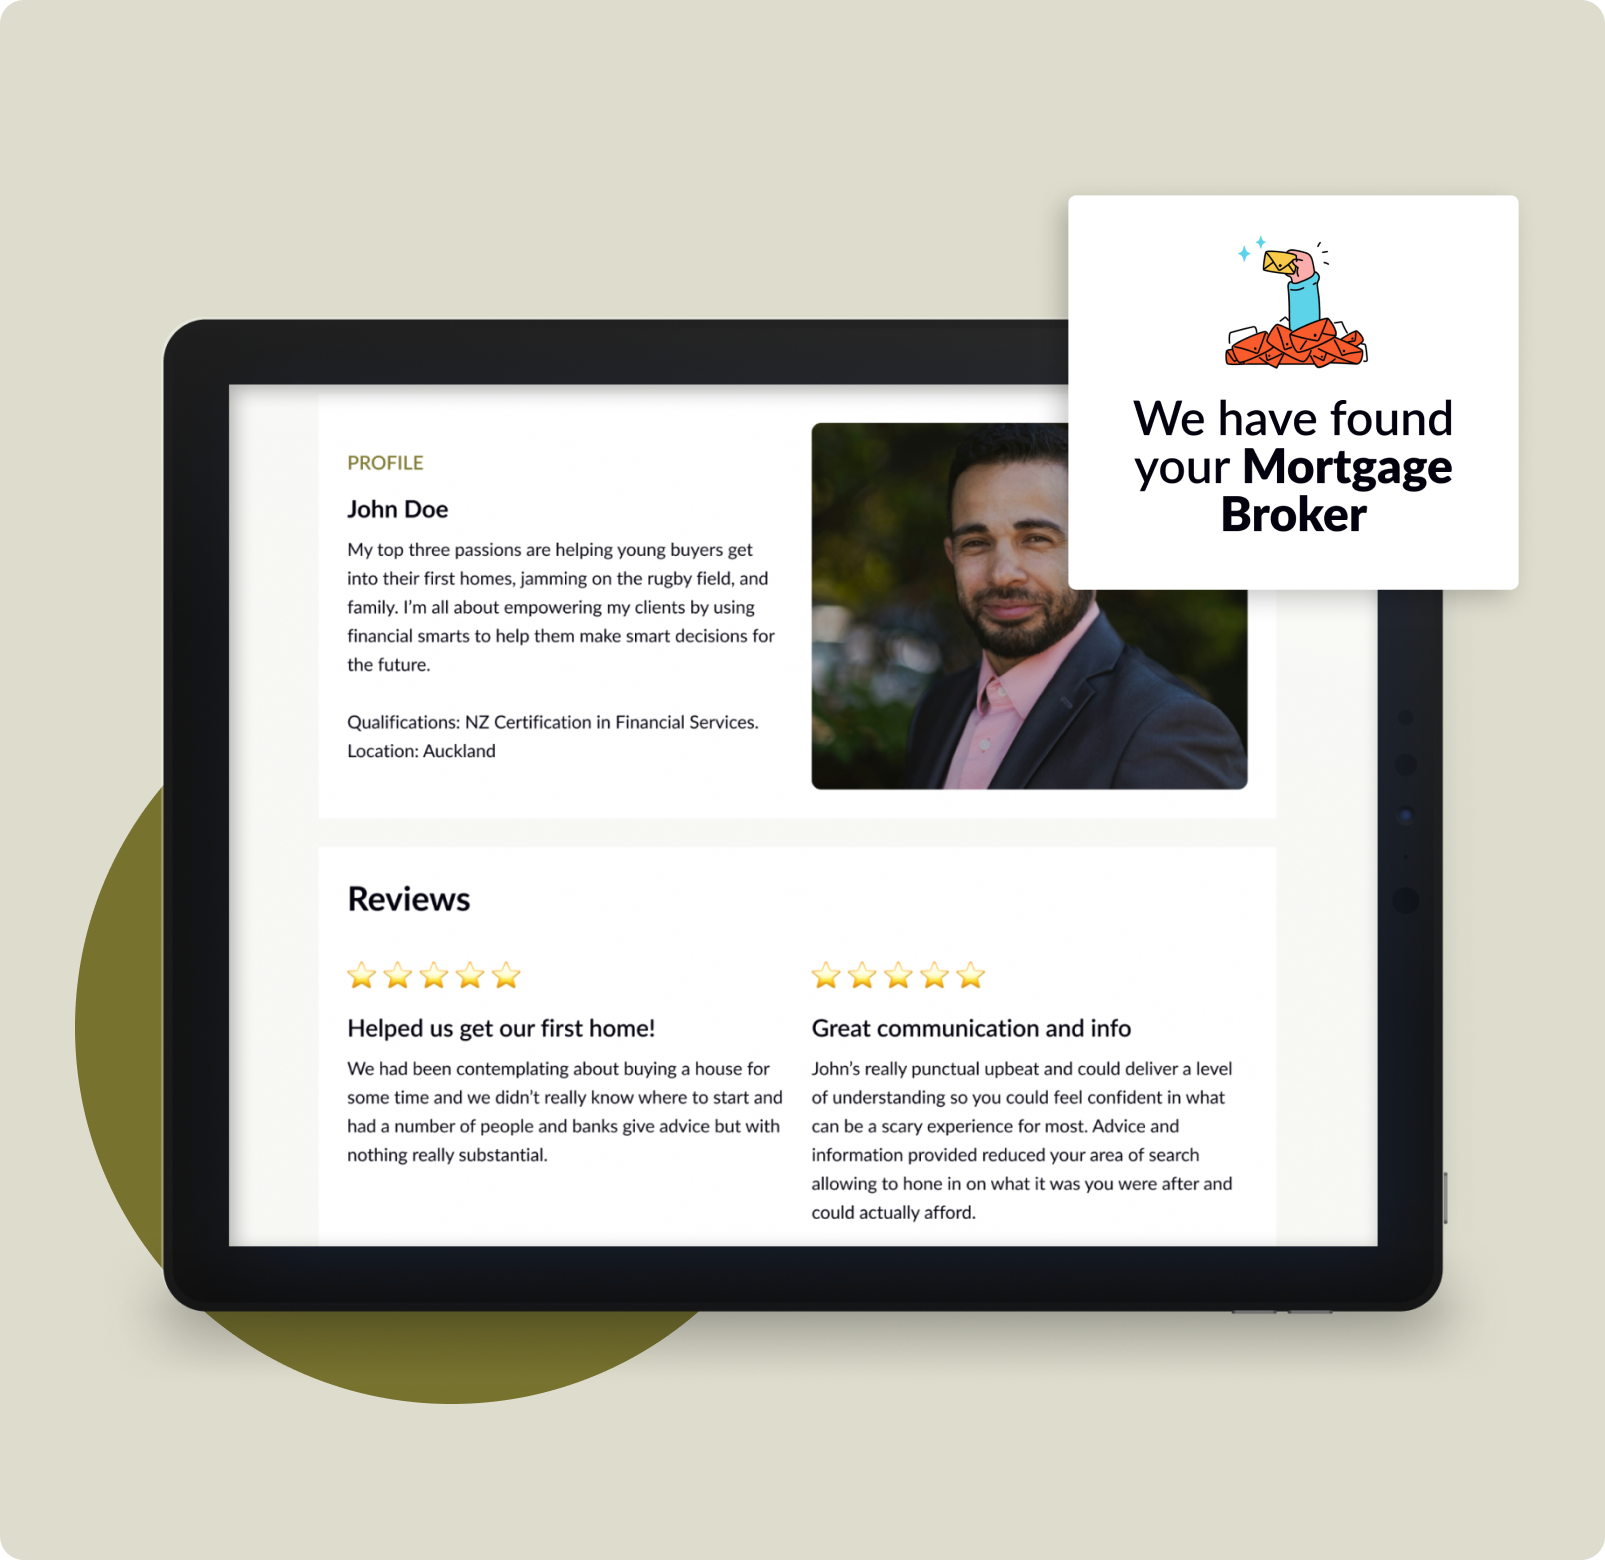 We have found
your Mortgage
Broker
PROFILE
John Doe
My top three passions are helping young buyers get
into their first homes, jamming on the rugby field, and
family. I’m all about empowering my clients by using
financial smarts to help them make smart decisions for
the future.
Qualifications: NZ Certification in Financial Services.
Location: Auckland
Reviews
Helped us get our first home!
We had been contemplating about buying a house for
some time and we didn’t really know where to start and
had a number of people and banks give advice but with
nothing really substantial.
Great communication and info
John’s really punctual upbeat and could deliver a level
of understanding so you could feel confident in what
can be a scary experience for most. Advice and
information provided reduced your area of search
allowing to hone in on what it was you were after and
could actually afford.